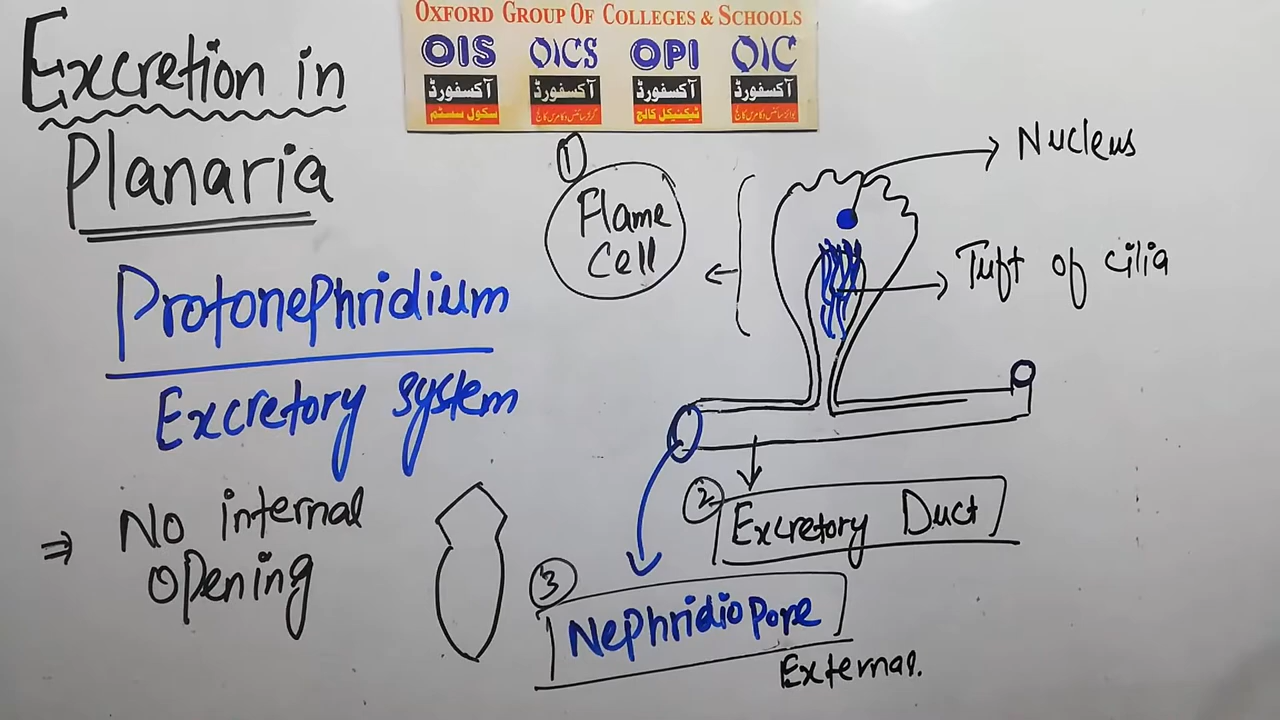 OXFORD GROUP OF COLLEGES & SCHOOLS
OIS OICS OPI OIC
آکسفورڈ آکسفورڈ آکسفورڈ آکسفورڈ
سکول سسٹم
ٹیکنیکل کالج
Excretion in
Planaria
Protonephridium
Excretory system
⇒ No internal
opening
1
Flame
Cell
Nucleus
Tuft of cilia
2
Excretory Duct
3
Nephridiopore
External.